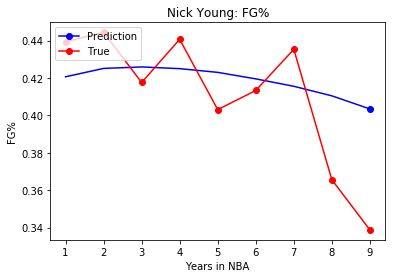 Nick Young: FG%
Prediction
True
FG%
0.44
0.42
0.40
0.38
0.36
0.34
1 2 3 4 5 6 7 8 9
Years in NBA